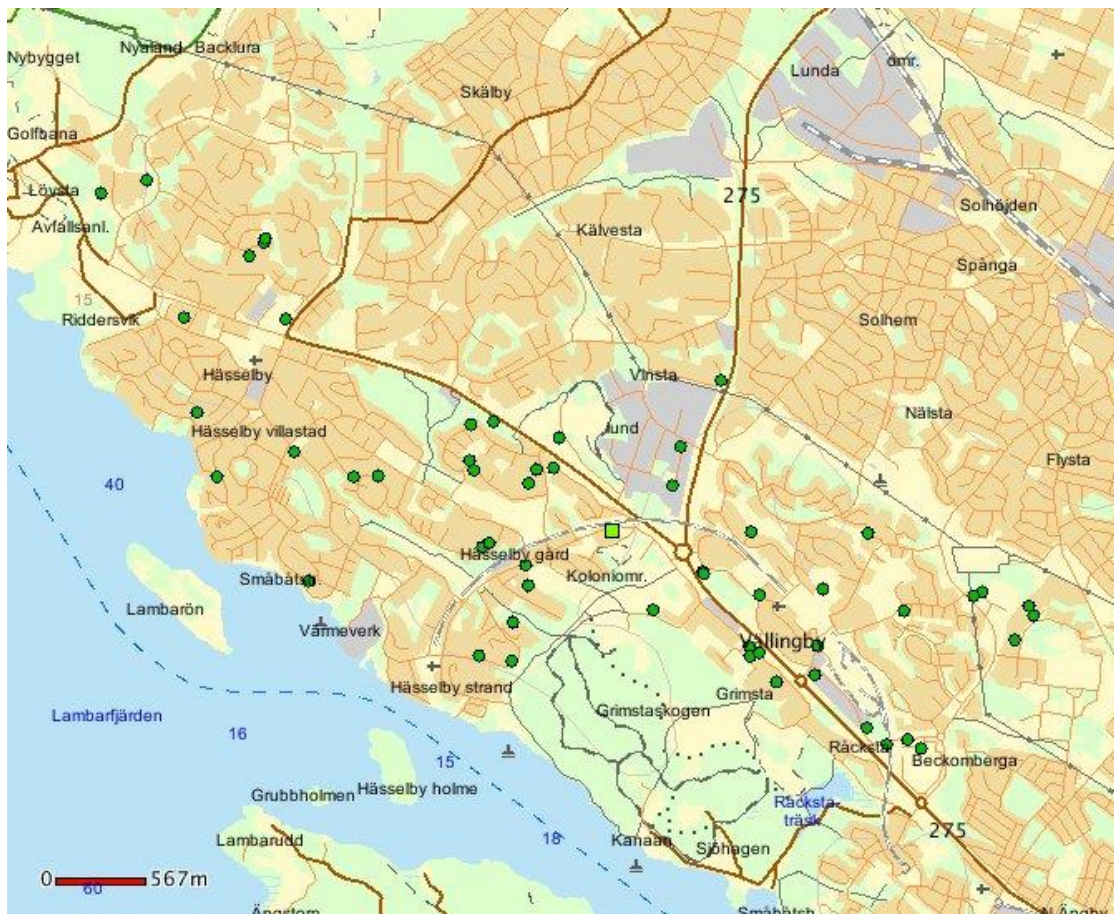 Nyaland
Backlura
Nybygget
omr.
Lunda
Skälby
Golfbana
Lövsta
275
Solhöjden
Avfallsanl.
Kälvesta
Spånga
15
Riddersvik
Solhem
Hässelby
Vinsta
Nälsta
Hässelby villastad
lund
Flysta
40
Hässelby gård
Småbåtsh.
Koloniomr.
Lambarön
Värmeverk
Vällingby
Hässelby strand
Grimsta
Grimstaskogen
Lambarfjärden
16
Råcksta
Beckomberga
15
Hässelby holme
Grubbholmen
Råcksta-
träsk
275
Lambarudd
18
Kanaan
Sjöhagen
0 567m
60
Ängstorp
Småbåtsh
N Ängby